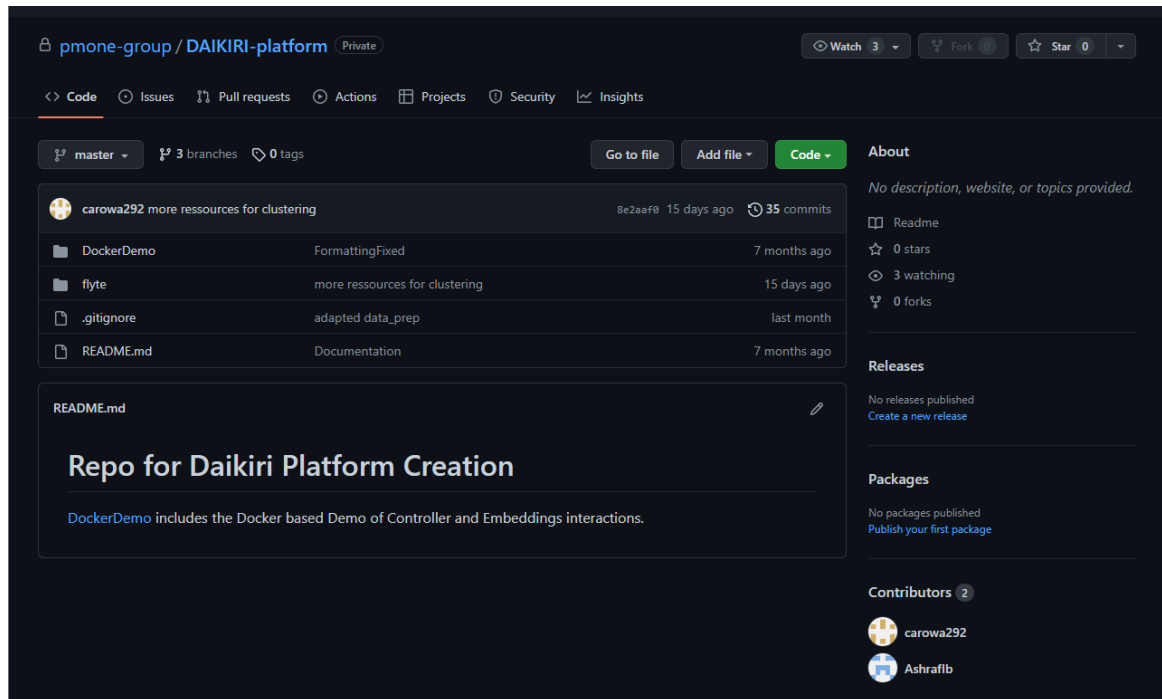 pmone-group / DAIKIRI-platform Private
Watch 3 Fork 0 Star 0
Code Issues Pull requests Actions Projects Security Insights
master 3 branches 0 tags Go to file Add file Code
carowa292 more ressources for clustering 8e2aaf0 15 days ago 35 commits
DockerDemo FormattingFixed 7 months ago
flyte more ressources for clustering 15 days ago
.gitignore adapted data_prep last month
README.md Documentation 7 months ago
README.md
Repo for Daikiri Platform Creation
DockerDemo includes the Docker based Demo of Controller and Embeddings interactions.
About
No description, website, or topics provided.
Readme
0 stars
3 watching
0 forks
Releases
No releases published
Create a new release
Packages
No packages published
Publish your first package
Contributors 2
carowa292
Ashraflb